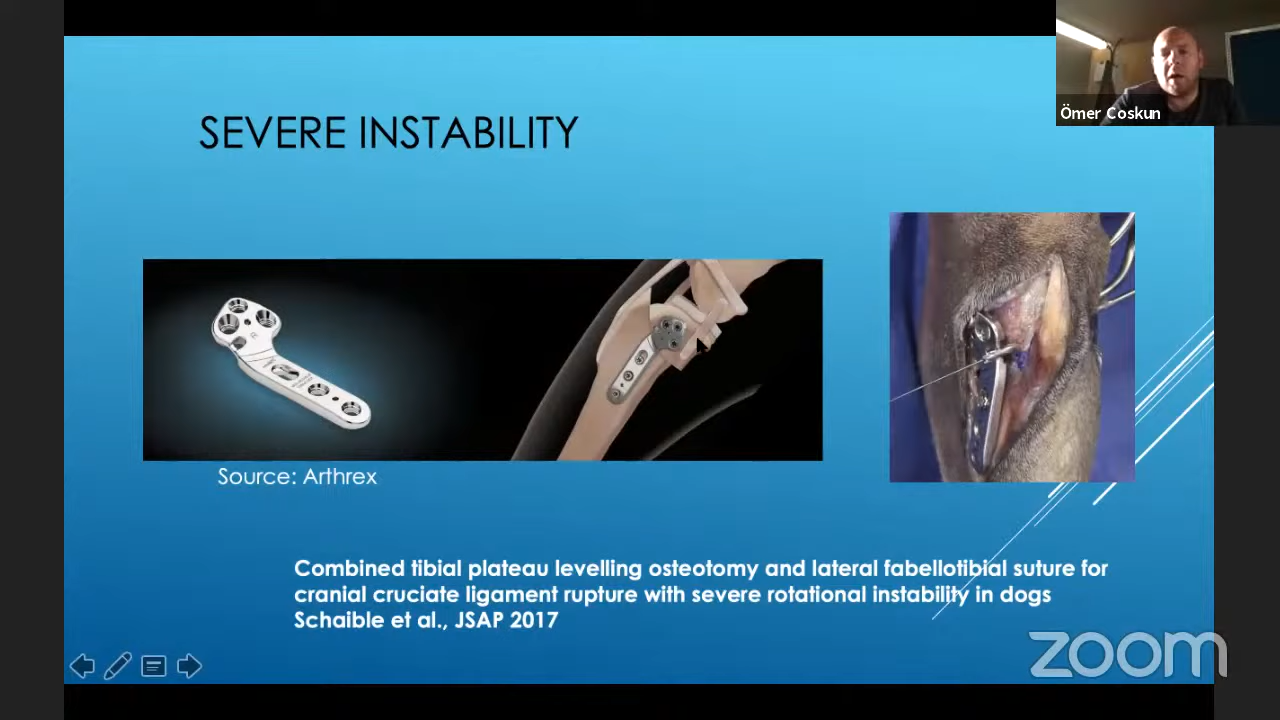 Ömer Coskun
SEVERE INSTABILITY
R
Source: Arthrex
Combined tibial plateau levelling osteotomy and lateral fabellotibial suture for
cranial cruciate ligament rupture with severe rotational instability in dogs
Schaible et al., JSAP 2017
zoom